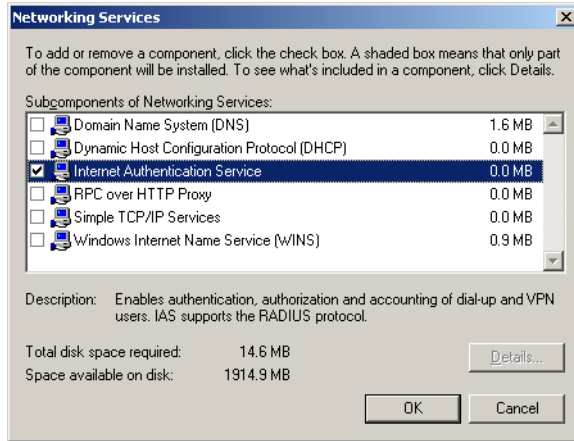 Networking Services
To add or remove a component, click the check box. A shaded box means that only part
of the component will be installed. To see what's included in a component, click Details.
Subcomponents of Networking Services:
Domain Name System (DNS) 1.6 MB
Dynamic Host Configuration Protocol (DHCP) 0.0 MB
Internet Authentication Service 0.0 MB
RPC over HTTP Proxy 0.0 MB
Simple TCP/IP Services 0.0 MB
Windows Internet Name Service (WINS) 0.9 MB
Description: Enables authentication, authorization and accounting of dial-up and VPN
users. IAS supports the RADIUS protocol.
Total disk space required: 14.6 MB
Details...
Space available on disk: 1914.9 MB
OK Cancel